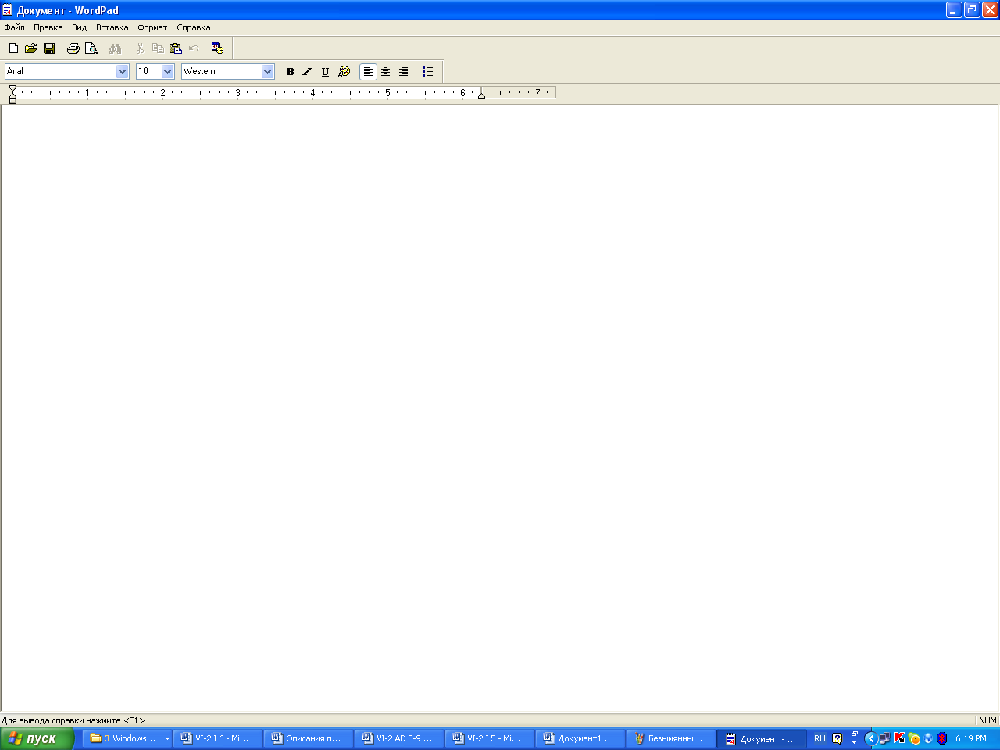 Документ - WordPad
Файл Правка Вид Вставка Формат Справка
Arial 10 Western B U
1 2 3 4 5 6 7
Для вывода справки нажмите <F1> NUM
пуск 3 Windows... VI-2 I 6 - Mi... Описания п... VI-2 AD 5-9 ... VI-2 I 5 - Mi... Документ1 ... Безымянны... Документ - ... RU 6:19 PM